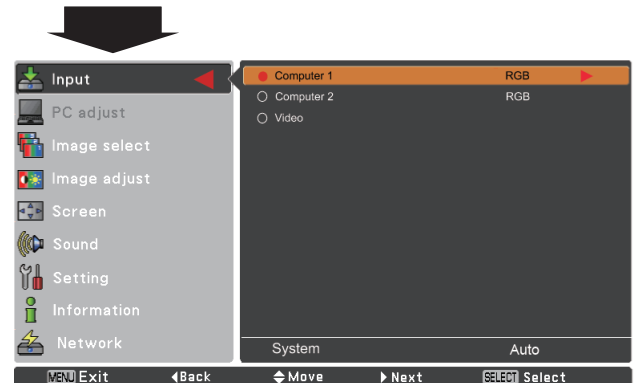 Input
PC adjust
Image select
Image adjust
Screen
Sound
Setting
Information
Network
Computer 1 RGB
Computer 2 RGB
Video
System Auto
MENU Exit Back Move Next SELECT Select